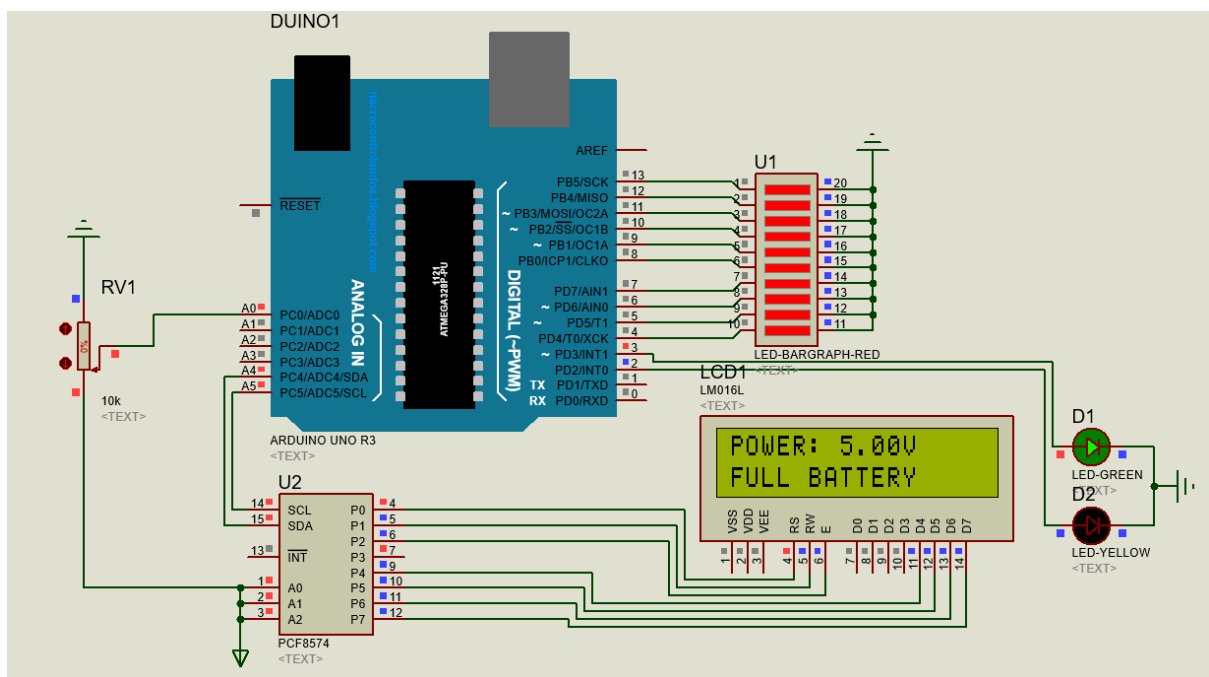 DUINO1
microcontrolandos.blogspot.com
AREF
RESET
PB5/SCK 13
PB4/MISO 12
~ PB3/MOSI/OC2A 11
~ PB2/SS/OC1B 10
~ PB1/OC1A 9
PB0/ICP1/CLKO 8
PD7/AIN1 7
~ PD6/AIN0 6
~ PD5/T1 5
PD4/T0/XCK 4
~ PD3/INT1 3
PD2/INT0 2
TX PD1/TXD 1
RX PD0/RXD 0
DIGITAL (~PWM)
1121
ATMEGA328P-PU
ANALOG IN
A0 PC0/ADC0
A1 PC1/ADC1
A2 PC2/ADC2
A3 PC3/ADC3
A4 PC4/ADC4/SDA
A5 PC5/ADC5/SCL
ARDUINO UNO R3
<TEXT>
RV1
0%
10k
<TEXT>
U1
1 20
2 19
3 18
4 17
5 16
6 15
7 14
8 13
9 12
10 11
LED-BARGRAPH-RED
<TEXT>
LCD1
LM016L
<TEXT>
POWER: 5.00V
FULL BATTERY
VSS VDD VEE RS RW E D0 D1 D2 D3 D4 D5 D6 D7
1 2 3 4 5 6 7 8 9 10 11 12 13 14
D1
LED-GREEN
<TEXT>
D2
LED-YELLOW
<TEXT>
U2
14 SCL P0 4
15 SDA P1 5
P2 6
13 INT P3 7
P4 9
1 A0 P5 10
2 A1 P6 11
3 A2 P7 12
PCF8574
<TEXT>